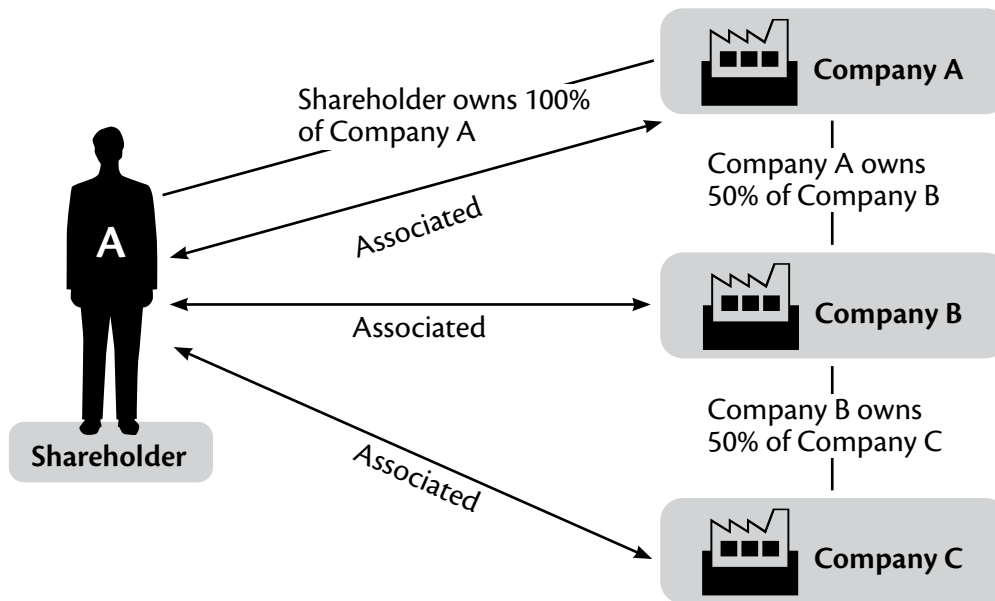 Company A
Shareholder owns 100%
of Company A
Company A owns
50% of Company B
A
Associated
Company B
Associated
Company B owns
50% of Company C
Shareholder
Associated
Company C